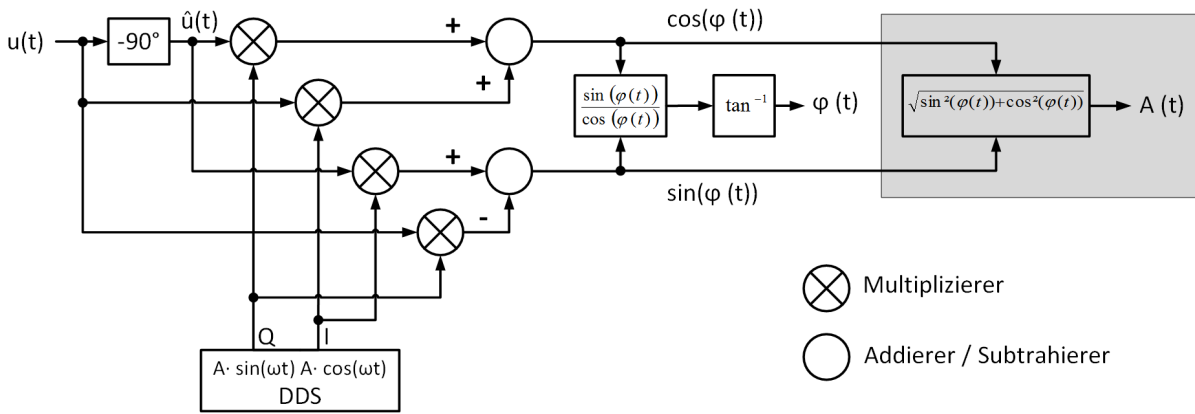 u(t)
-90°
û(t)
+
+
cos(φ (t))
sin (φ(t))
cos (φ(t))
tan⁻¹
φ (t)
√sin²(φ(t))+cos²(φ(t))
A (t)
+
-
sin(φ (t))
Q
I
A· sin(ωt) A· cos(ωt)
DDS
Multiplizierer
Addierer / Subtrahierer